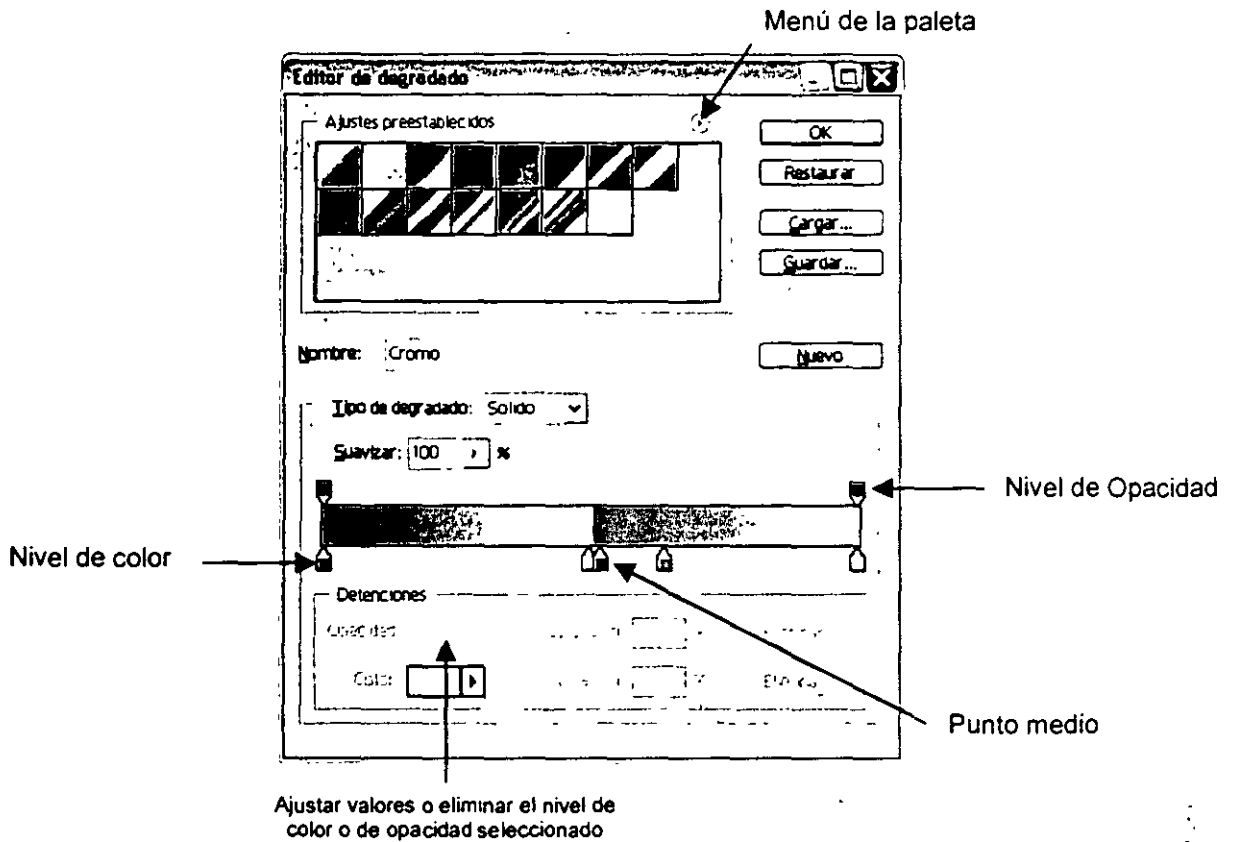 Menú de la paleta
Editor de degradado
Ajustes preestablecidos
OK
Restaurar
Cargar...
Guardar...
Nombre: Cromo
Nuevo
Tipo de degradado: Solido
Suavizar: 100 %
Nivel de Opacidad
Nivel de color
Detenciones
Opacidad
Color
Punto medio
Ajustar valores o eliminar el nivel de
color o de opacidad seleccionado